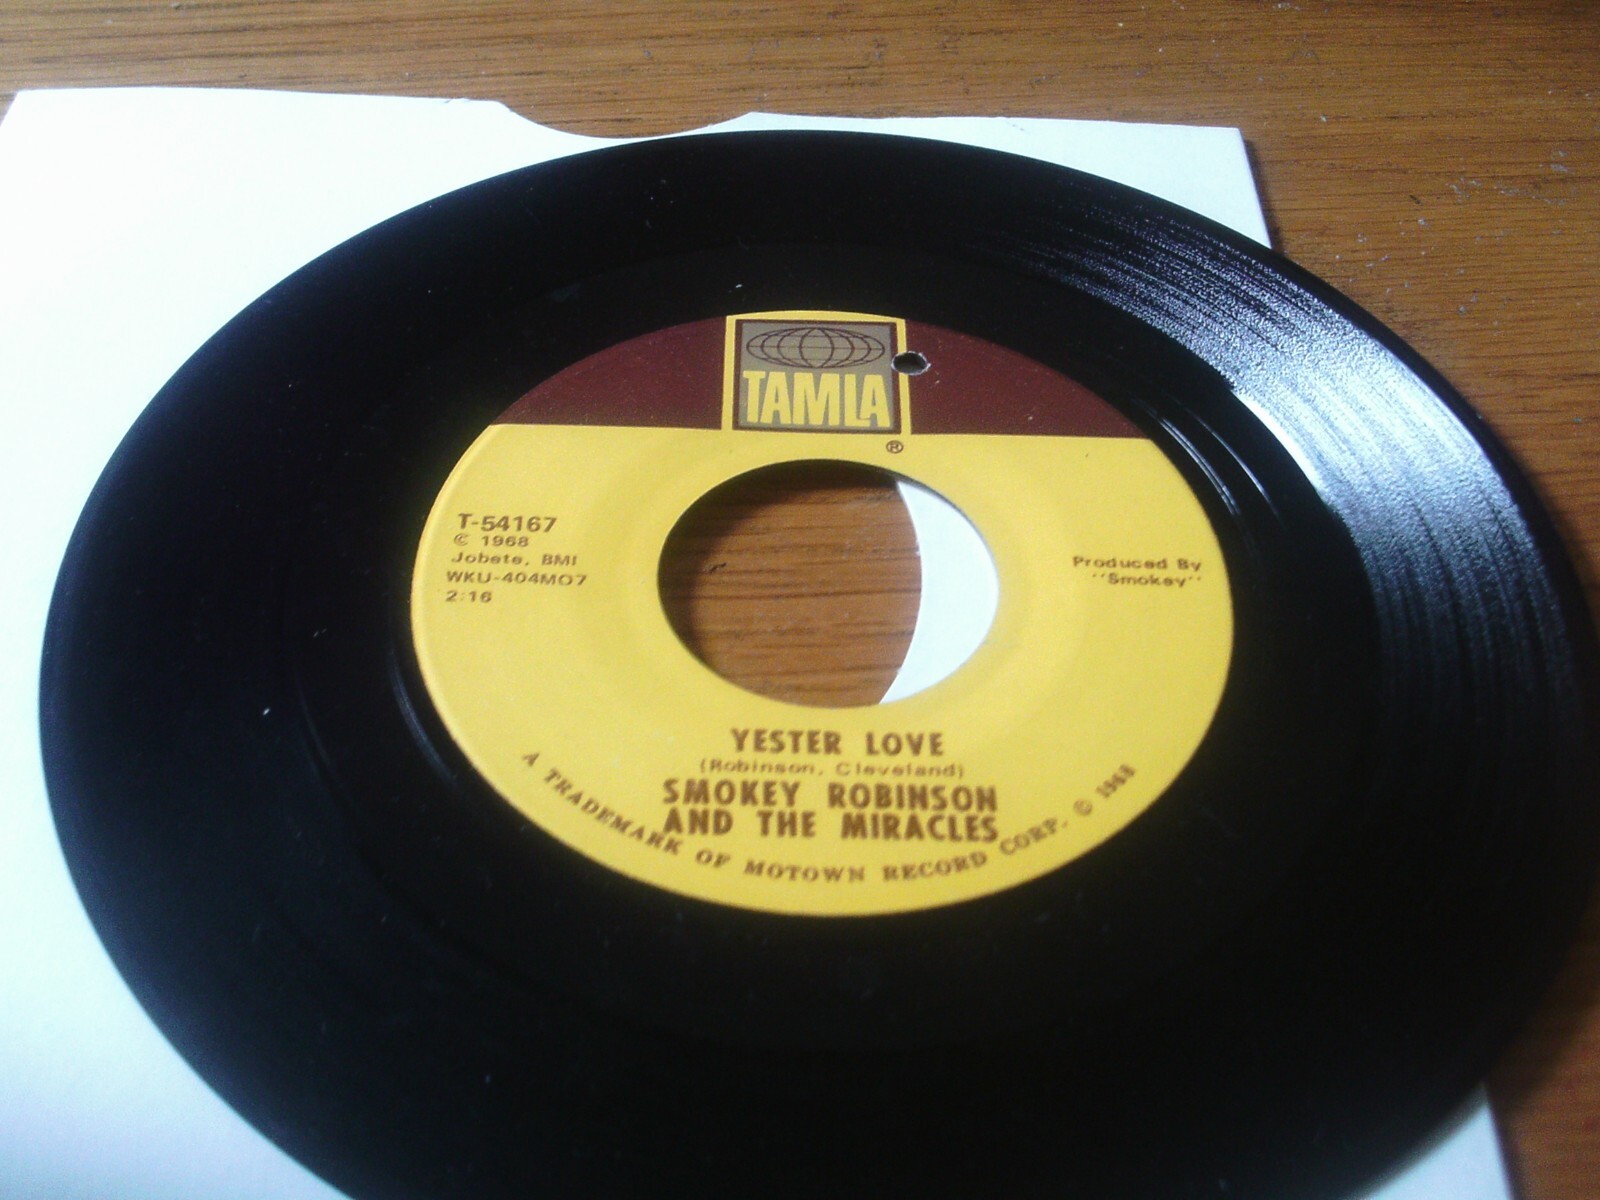 TAMLA
®
T-54167
© 1968
Jobete, BMI
WKU-404MO7
2:16
Produced By
"Smokey"
YESTER LOVE
(Robinson, Cleveland)
SMOKEY ROBINSON
AND THE MIRACLES
A TRADEMARK OF MOTOWN RECORD CORP. © 1968